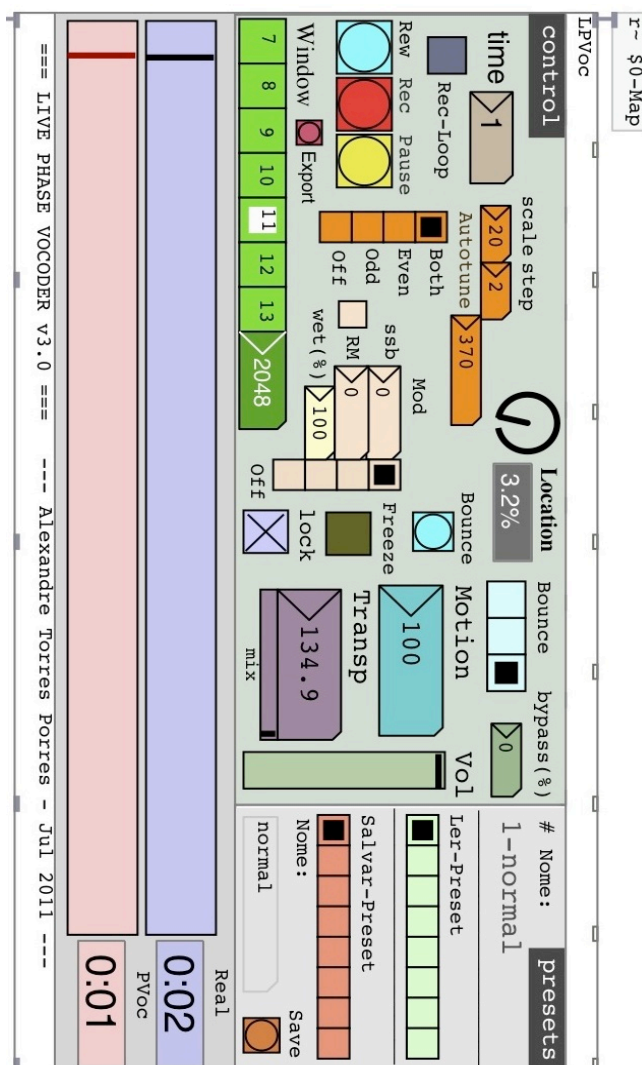 r~ $0-Map
LPVoc
control
time
1
Rec-Loop
Rew
Rec
Pause
Window
Export
7
8
9
10
11
12
13
2048
scale
step
20
2
Autotune
370
Both
Even
Odd
Off
Mod
ssb
0
RM
0
wet(%)
100
Off
Location
3.2%
Bounce
Freeze
lock
Bounce
Motion
100
Transp
134.9
mix
bypass(%)
0
Vol
presets
# Nome:
1-normal
Ler-Preset
Salvar-Preset
Nome:
normal
Save
Real
0:02
PVoc
0:01
=== LIVE PHASE VOCODER v3.0 === --- Alexandre Torres Porres - Jul 2011 ---